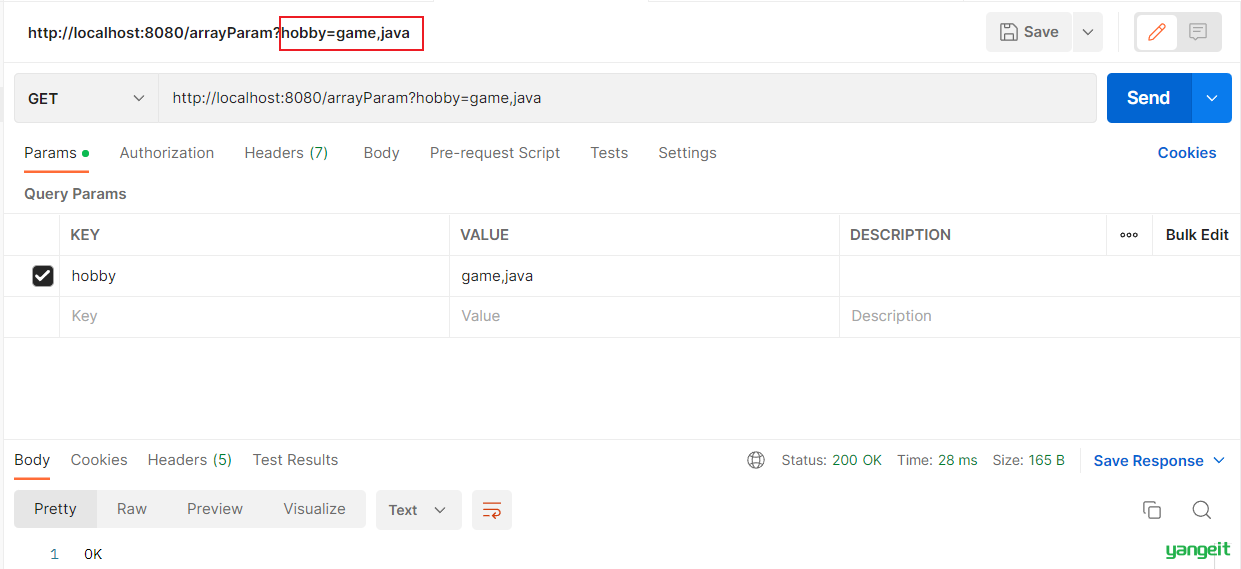 http://localhost:8080/arrayParam?hobby=game,java
Save
GET
http://localhost:8080/arrayParam?hobby=game,java
Send
Params Authorization Headers (7) Body Pre-request Script Tests Settings Cookies
Query Params
KEY VALUE DESCRIPTION Bulk Edit
hobby game,java
Key Value Description
Body Cookies Headers (5) Test Results Status: 200 OK Time: 28 ms Size: 165 B Save Response
Pretty Raw Preview Visualize Text
1 OK
yangeit